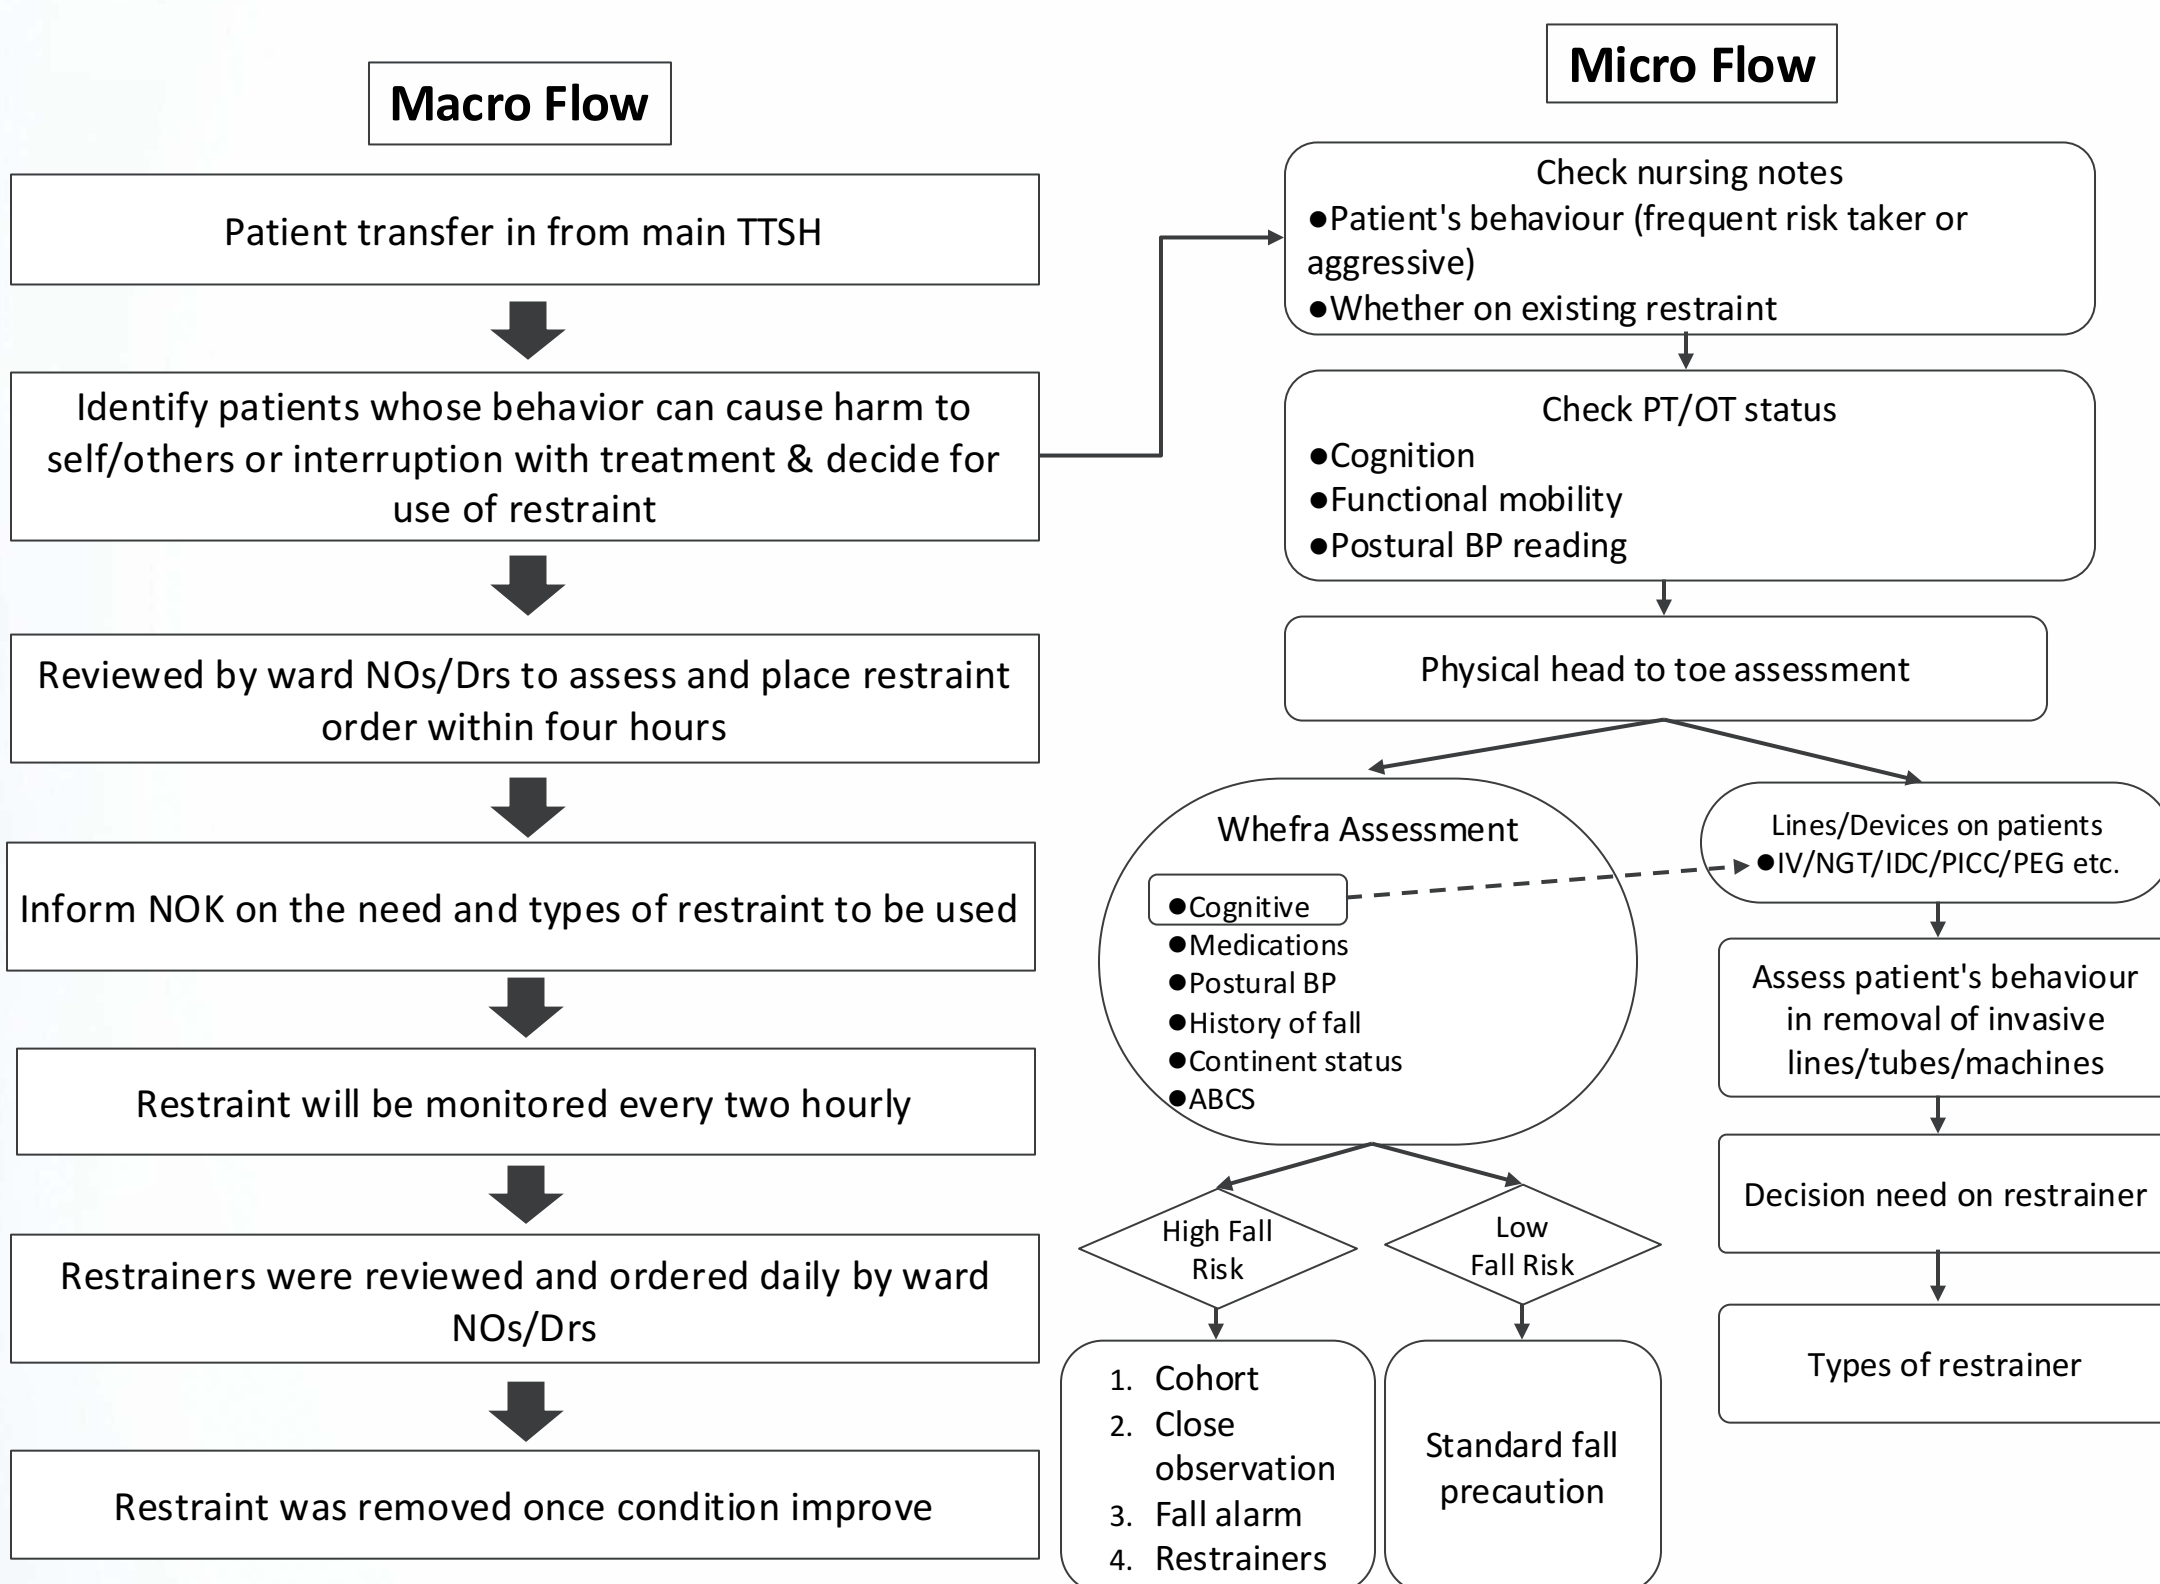 Macro Flow
Patient transfer in from main TTSH
Identify patients whose behavior can cause harm to
self/others or interruption with treatment & decide for
use of restraint
Reviewed by ward NOs/Drs to assess and place restraint
order within four hours
Inform NOK on the need and types of restraint to be used
Restraint will be monitored every two hourly
Restrainers were reviewed and ordered daily by ward
NOs/Drs
Restraint was removed once condition improve
Micro Flow
Check nursing notes
●Patient's behaviour (frequent risk taker or
aggressive)
●Whether on existing restraint
Check PT/OT status
●Cognition
●Functional mobility
●Postural BP reading
Physical head to toe assessment
Whefra Assessment
●Cognitive
●Medications
●Postural BP
●History of fall
●Continent status
●ABCS
High Fall
Risk
Low
Fall Risk
1. Cohort
2. Close
observation
3. Fall alarm
4. Restrainers
Standard fall
precaution
Lines/Devices on patients
●IV/NGT/IDC/PICC/PEG etc.
Assess patient's behaviour
in removal of invasive
lines/tubes/machines
Decision need on restrainer
Types of restrainer